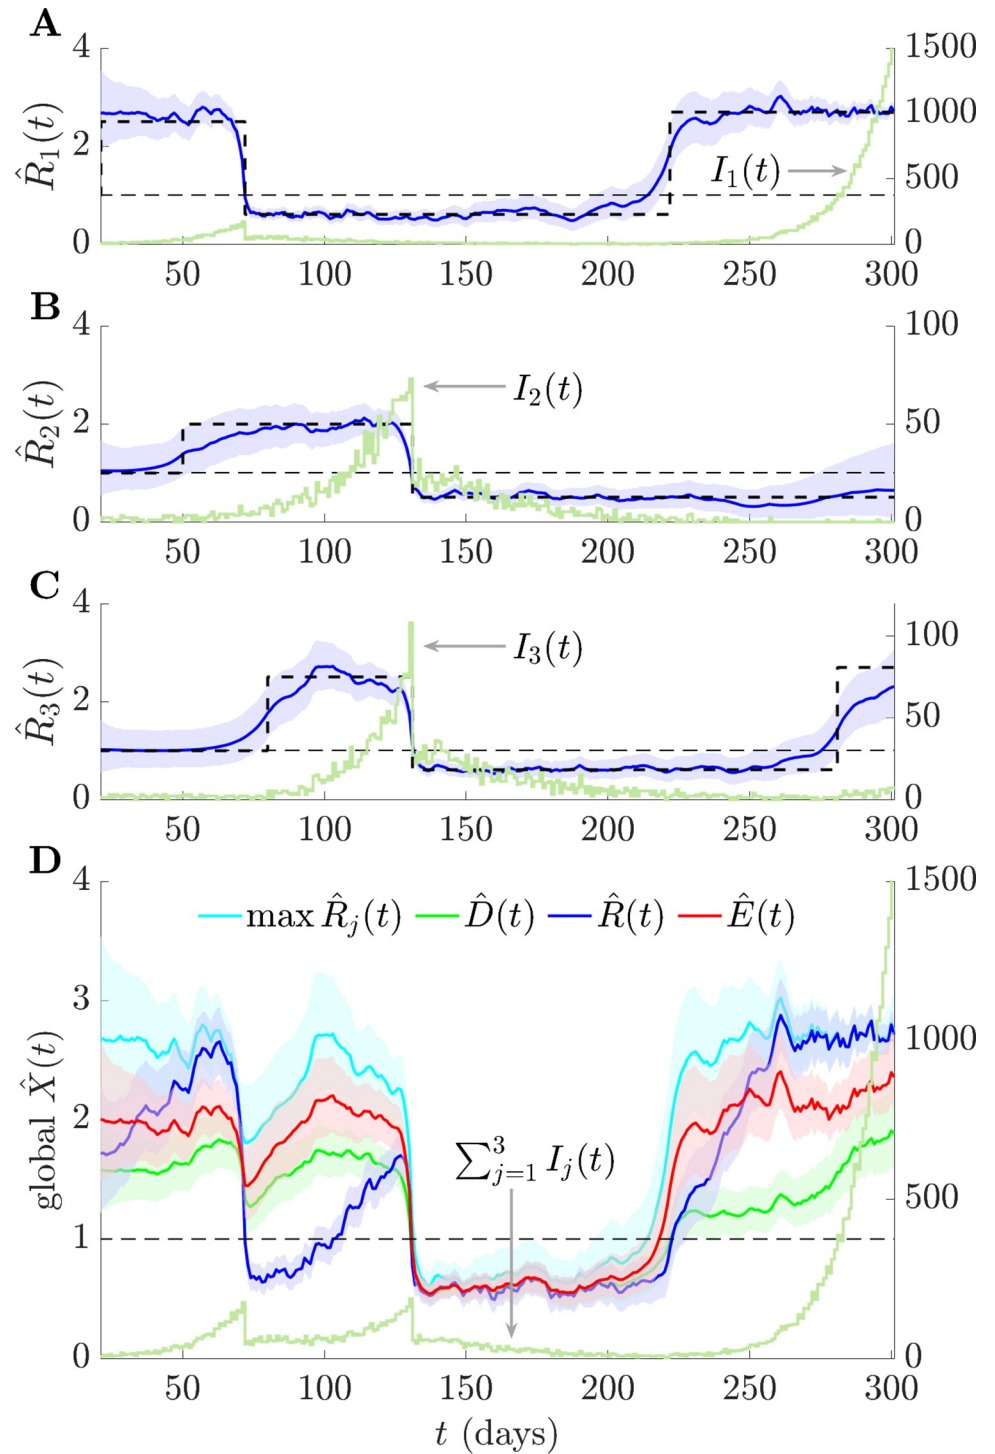 A
4 1500
1000
2
500
0 0
R̂₁(t)
I₁(t)
50 100 150 200 250 300
B
4 100
2 50
0 0
R̂₂(t)
I₂(t)
50 100 150 200 250 300
C
4
100
2
50
0 0
R̂₃(t)
I₃(t)
50 100 150 200 250 300
D
4 1500
max R̂ⱼ(t) D̂(t) R̂(t) Ê(t)
3
1000
2
500
1
0 0
global X̂(t)
∑³ⱼ₌₁ Iⱼ(t)
50 100 150 200 250 300
t (days)